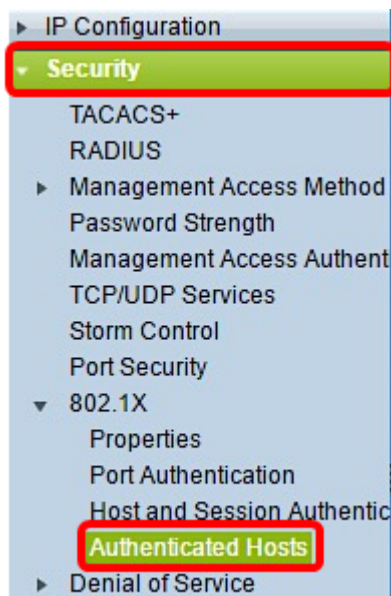 IP Configuration
Security
TACACS+
RADIUS
Management Access Method
Password Strength
Management Access Authent
TCP/UDP Services
Storm Control
Port Security
802.1X
Properties
Port Authentication
Host and Session Authentic
Authenticated Hosts
Denial of Service